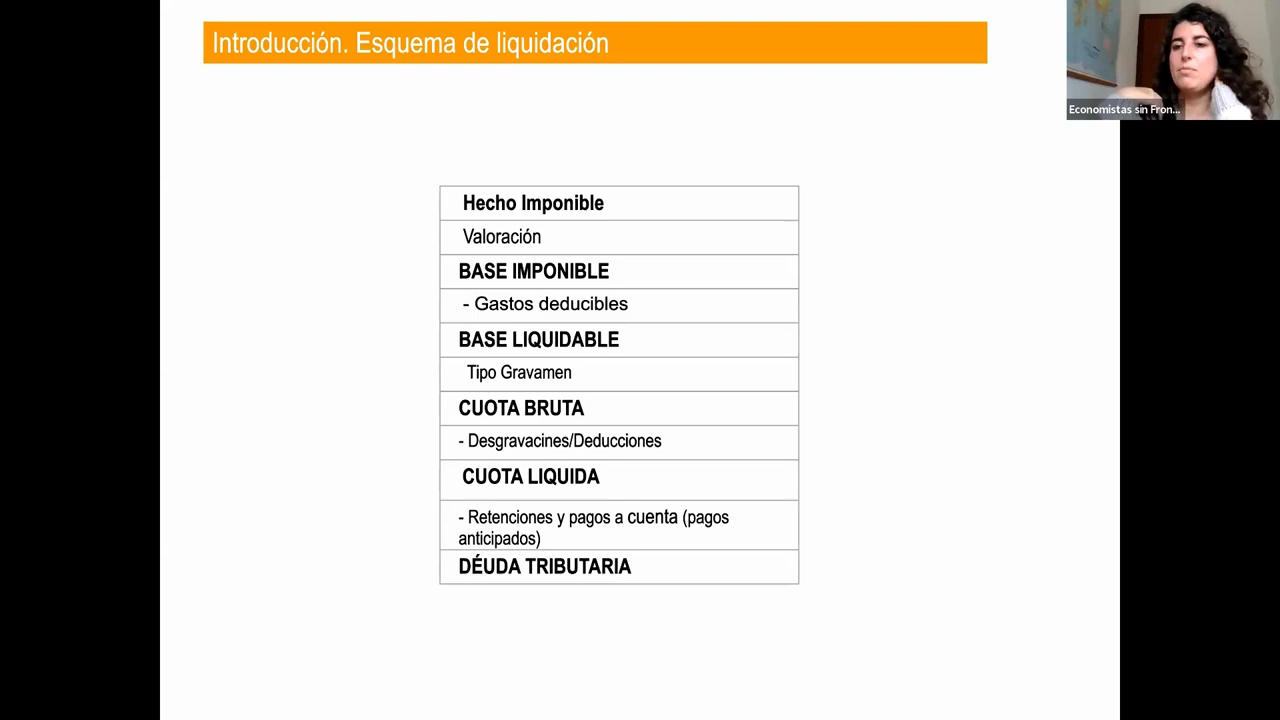 Introducción. Esquema de liquidación
Economistas sin Fron...
Hecho Imponible
Valoración
BASE IMPONIBLE
- Gastos deducibles
BASE LIQUIDABLE
Tipo Gravamen
CUOTA BRUTA
- Desgravacines/Deducciones
CUOTA LIQUIDA
- Retenciones y pagos a cuenta (pagos
anticipados)
DÉUDA TRIBUTARIA